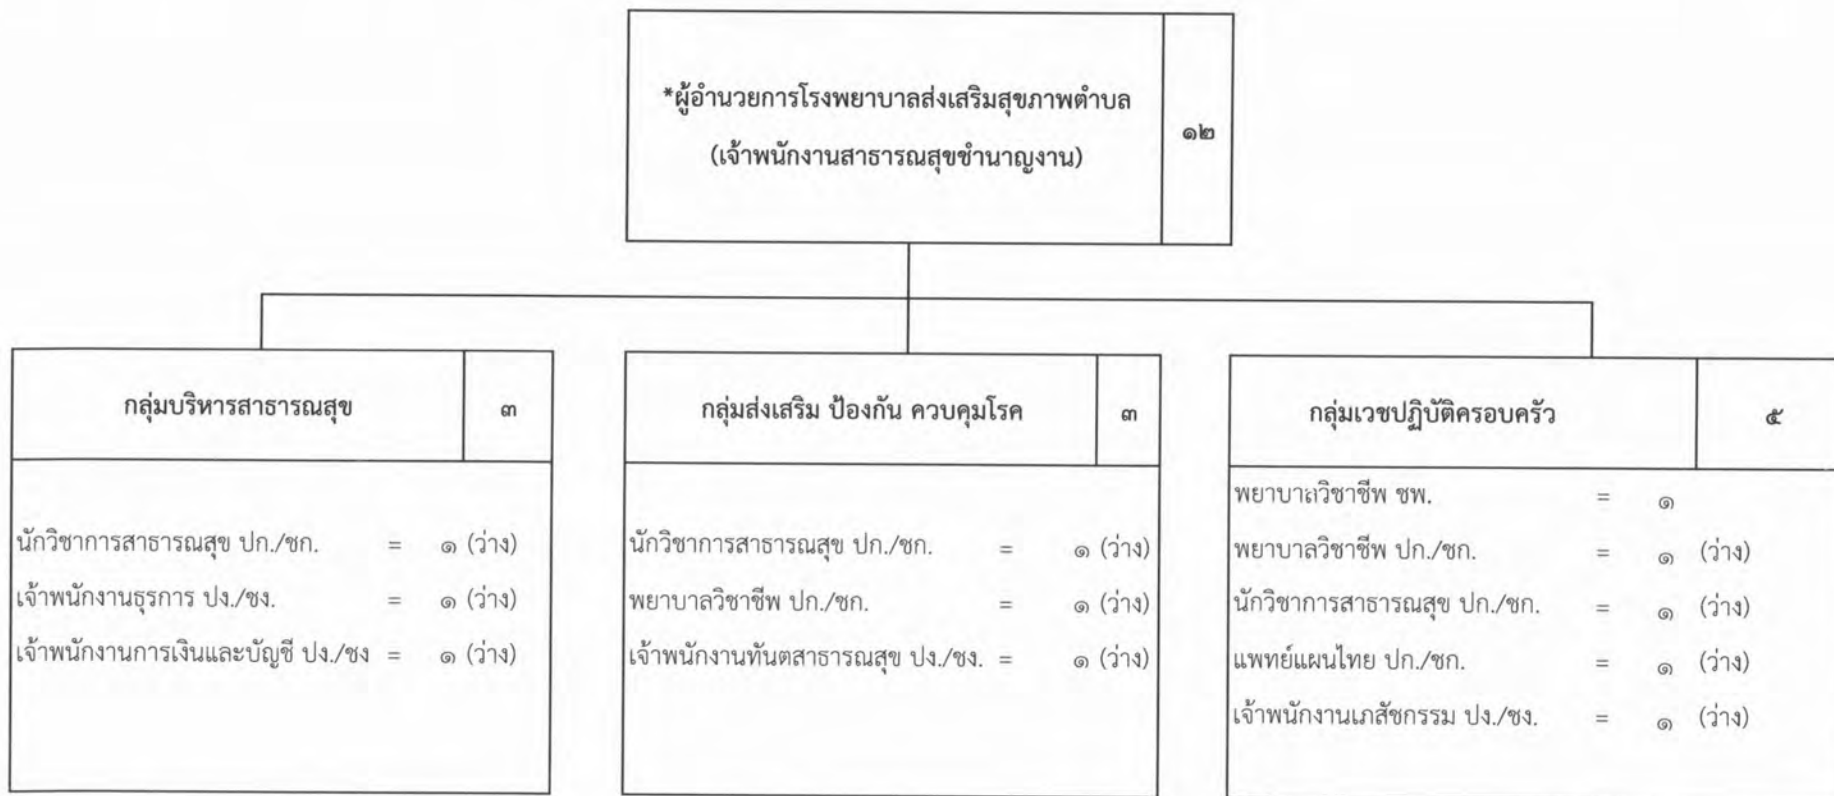 *ผู้อำนวยการโรงพยาบาลส่งเสริมสุขภาพตำบล
(เจ้าพนักงานสาธารณสุขชำนาญงาน)
๑๒
กลุ่มบริหารสาธารณสุข ๓
นักวิชาการสาธารณสุข ปก./ชก. = ๑ (ว่าง)
เจ้าพนักงานธุรการ ปง./ชง. = ๑ (ว่าง)
เจ้าพนักงานการเงินและบัญชี ปง./ชง = ๑ (ว่าง)
กลุ่มส่งเสริม ป้องกัน ควบคุมโรค ๓
นักวิชาการสาธารณสุข ปก./ชก. = ๑ (ว่าง)
พยาบาลวิชาชีพ ปก./ชก. = ๑ (ว่าง)
เจ้าพนักงานทันตสาธารณสุข ปง./ชง. = ๑ (ว่าง)
กลุ่มเวชปฏิบัติครอบครัว ๕
พยาบาลวิชาชีพ ชพ. = ๑
พยาบาลวิชาชีพ ปก./ชก. = ๑ (ว่าง)
นักวิชาการสาธารณสุข ปก./ชก. = ๑ (ว่าง)
แพทย์แผนไทย ปก./ชก. = ๑ (ว่าง)
เจ้าพนักงานเภสัชกรรม ปง./ชง. = ๑ (ว่าง)